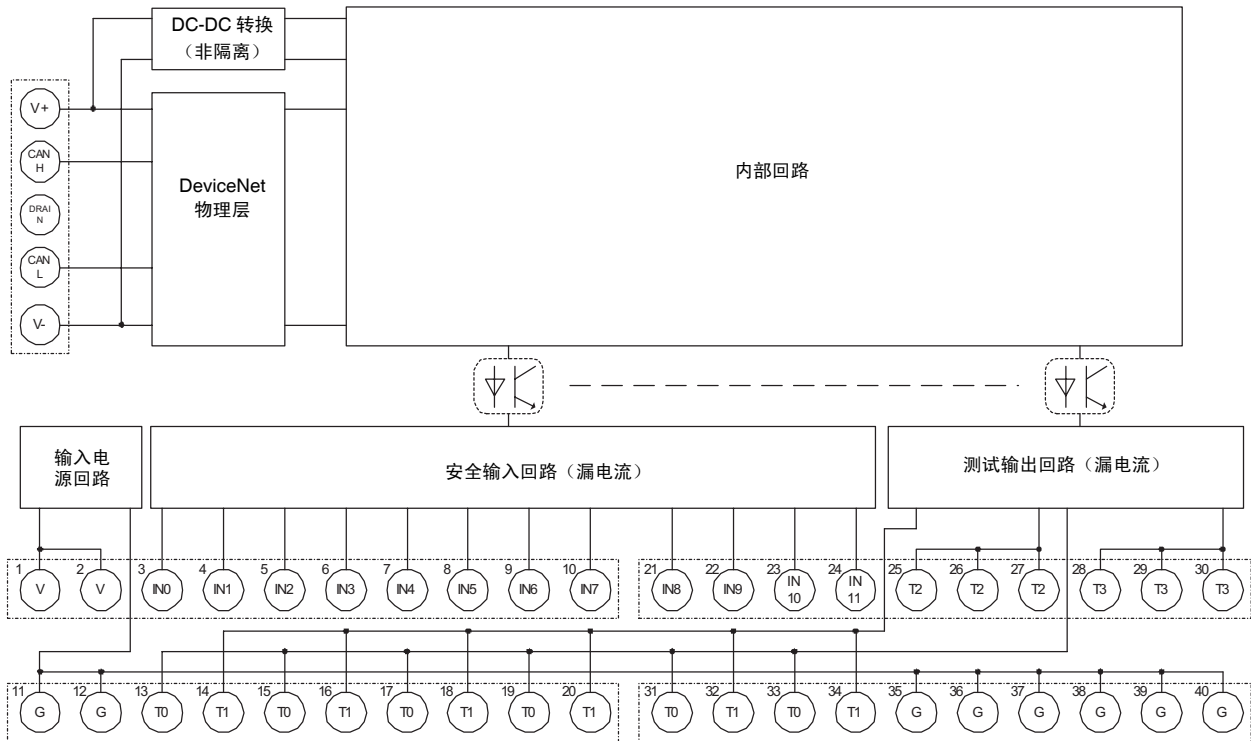 DC-DC 转换
（非隔离）
V+
CAN
H
DRAI
N
CAN
L
V-
DeviceNet
物理层
内部回路
输入电
源回路
安全输入回路（漏电流）
测试输出回路（漏电流）
1 V
2 V
3 IN0
4 IN1
5 IN2
6 IN3
7 IN4
8 IN5
9 IN6
10 IN7
21 IN8
22 IN9
23 IN
10
24 IN
11
25 T2
26 T2
27 T2
28 T3
29 T3
30 T3
11 G
12 G
13 T0
14 T1
15 T0
16 T1
17 T0
18 T1
19 T0
20 T1
31 T0
32 T1
33 T0
34 T1
35 G
36 G
37 G
38 G
39 G
40 G